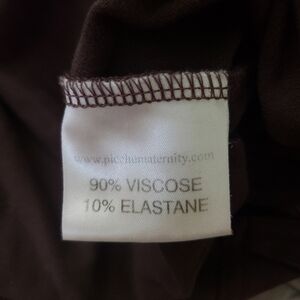 www.picchumaternity.com
90% VISCOSE
10% ELASTANE